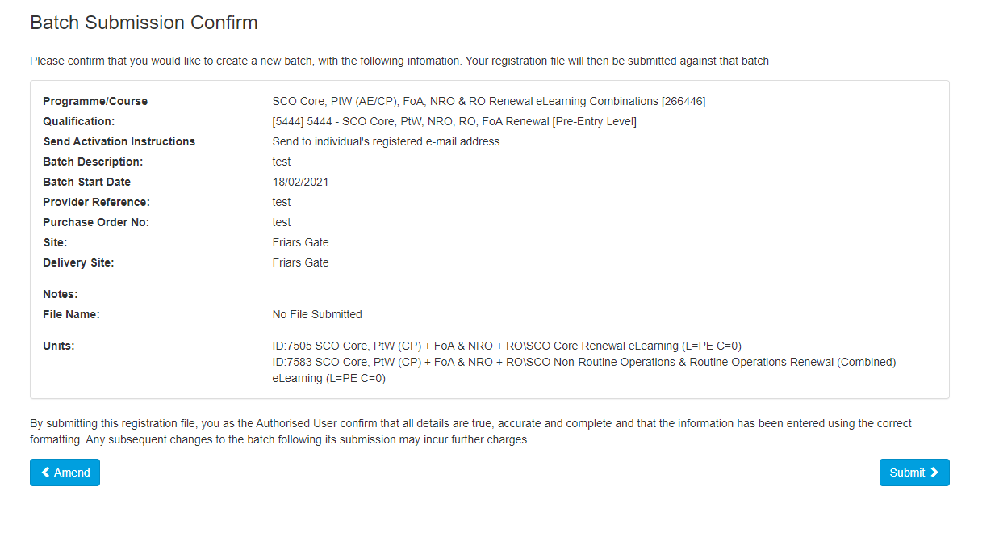 Batch Submission Confirm
Please confirm that you would like to create a new batch, with the following infomation. Your registration file will then be submitted against that batch
Programme/Course SCO Core, PtW (AE/CP), FoA, NRO & RO Renewal eLearning Combinations [266446]
Qualification: [5444] 5444 - SCO Core, PtW, NRO, RO, FoA Renewal [Pre-Entry Level]
Send Activation Instructions Send to individual's registered e-mail address
Batch Description: test
Batch Start Date 18/02/2021
Provider Reference: test
Purchase Order No: test
Site: Friars Gate
Delivery Site: Friars Gate
Notes:
File Name: No File Submitted
Units: ID:7505 SCO Core, PtW (CP) + FoA & NRO + RO\SCO Core Renewal eLearning (L=PE C=0)
ID:7583 SCO Core, PtW (CP) + FoA & NRO + RO\SCO Non-Routine Operations & Routine Operations Renewal (Combined)
eLearning (L=PE C=0)
By submitting this registration file, you as the Authorised User confirm that all details are true, accurate and complete and that the information has been entered using the correct
formatting. Any subsequent changes to the batch following its submission may incur further charges
Amend Submit